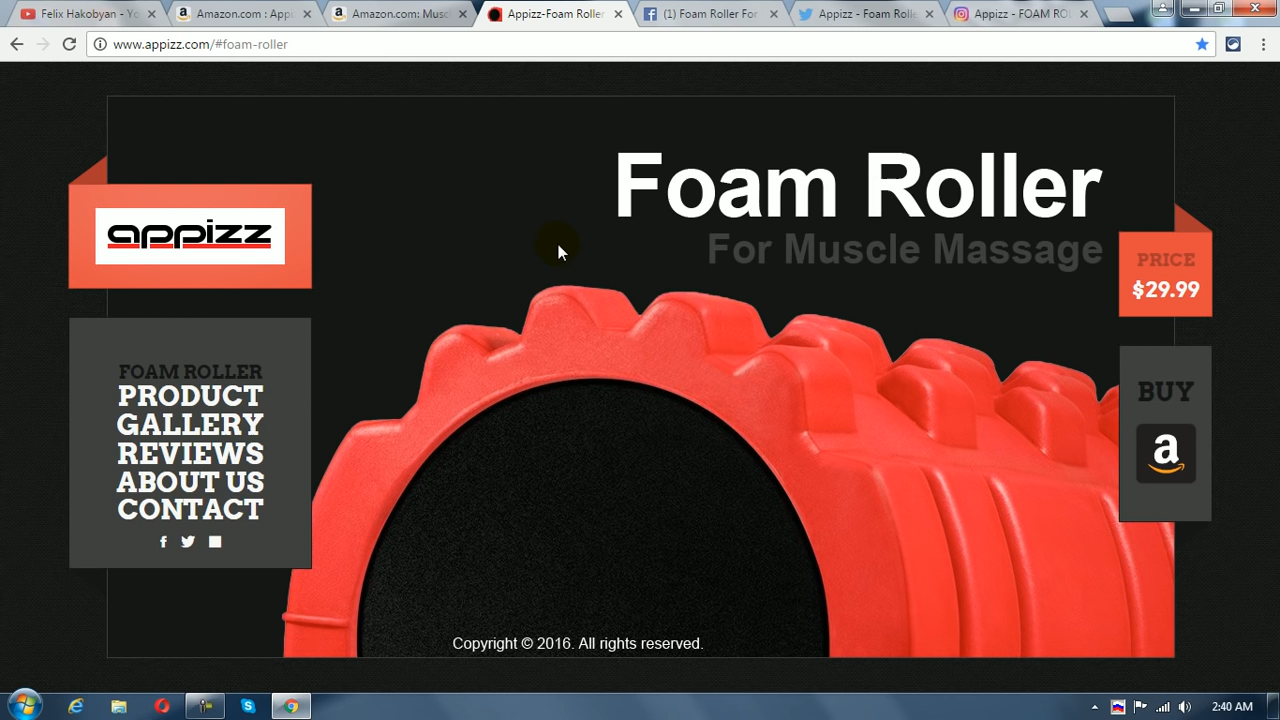 Felix Hakobyan - Yo
Amazon.com : App
Amazon.com: Musc
Appizz-Foam Roller
(1) Foam Roller For
Appizz - Foam Rolle
Appizz - FOAM ROL
www.appizz.com/#foam-roller
Foam Roller
For Muscle Massage
appizz
PRICE
$29.99
FOAM ROLLER
PRODUCT
GALLERY
REVIEWS
ABOUT US
CONTACT
BUY
a
Copyright © 2016. All rights reserved.
2:40 AM